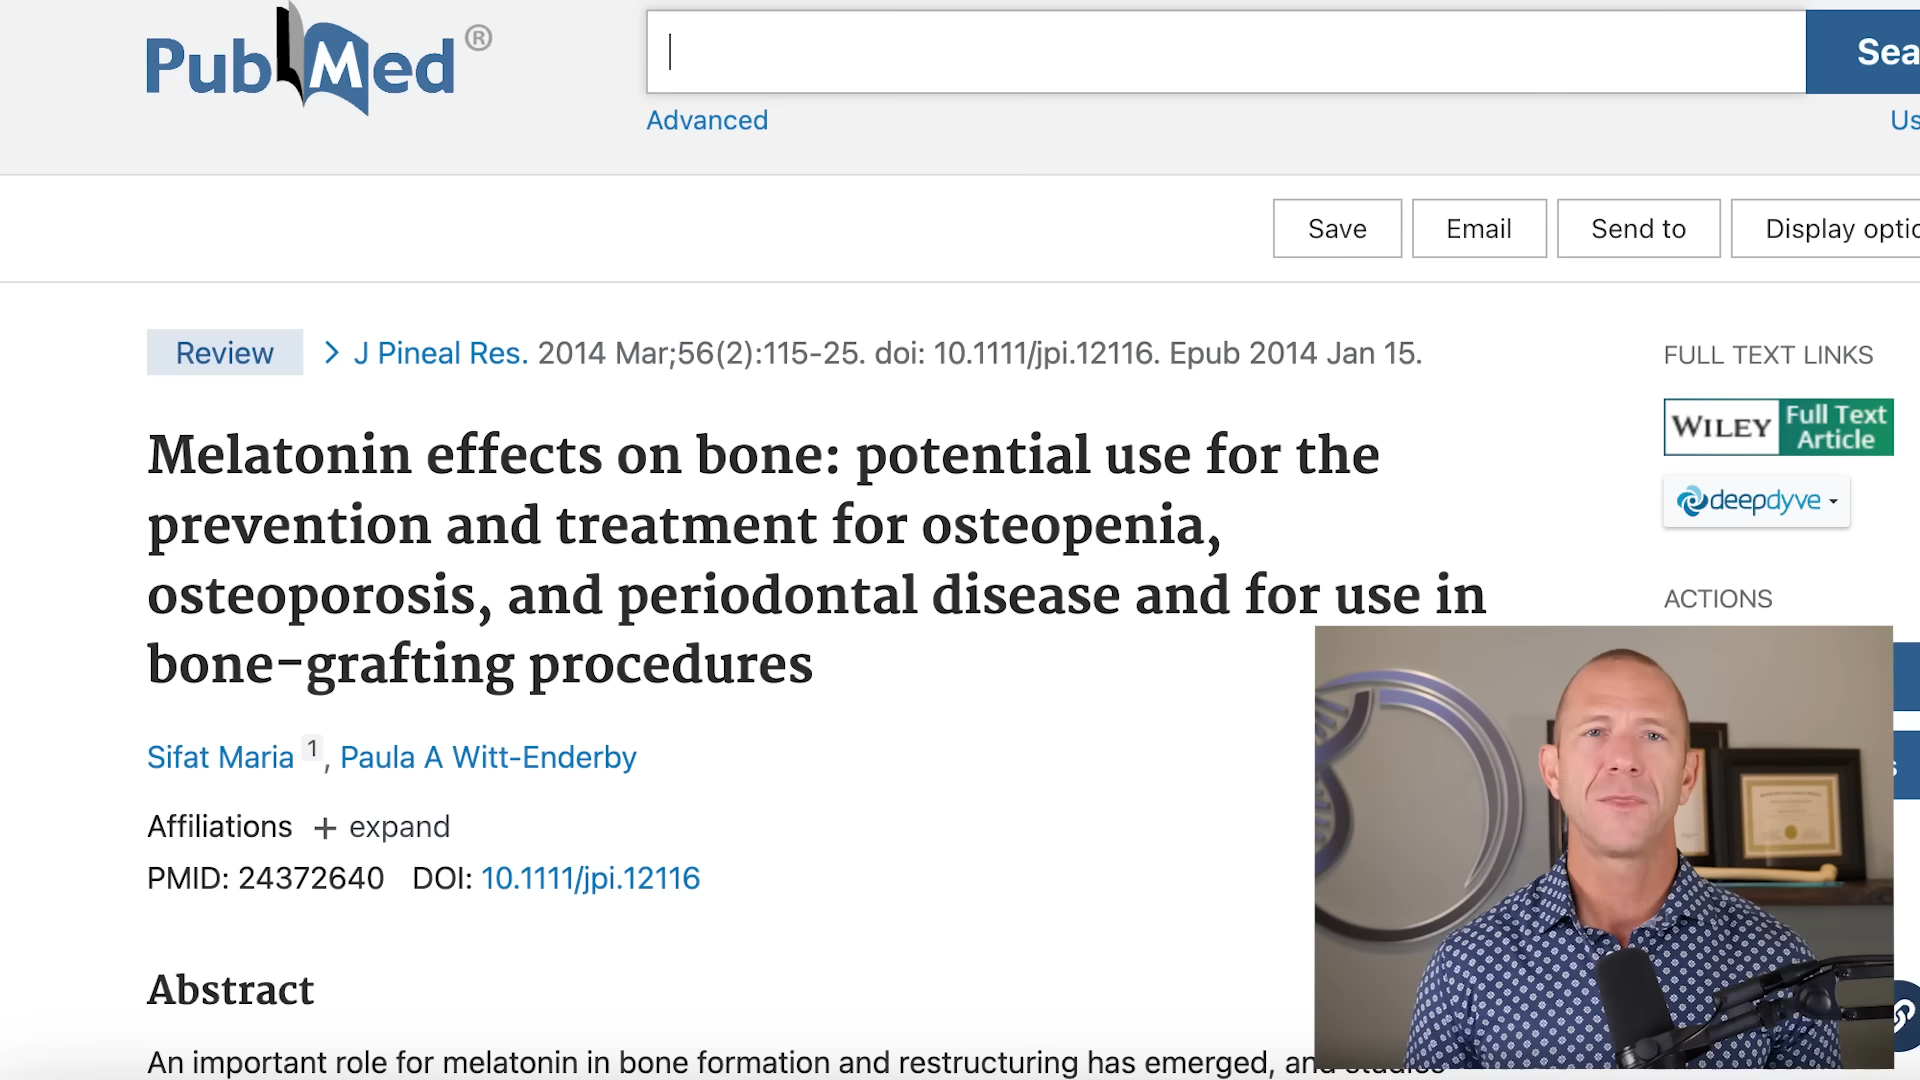 PubMed®
Sea
Advanced
Us
Save
Email
Send to
Display optio
Review
J Pineal Res. 2014 Mar;56(2):115-25. doi: 10.1111/jpi.12116. Epub 2014 Jan 15.
FULL TEXT LINKS
WILEY Full Text
Article
deepdyve
ACTIONS
Melatonin effects on bone: potential use for the
prevention and treatment for osteopenia,
osteoporosis, and periodontal disease and for use in
bone-grafting procedures
Sifat Maria 1, Paula A Witt-Enderby
Affiliations + expand
PMID: 24372640 DOI: 10.1111/jpi.12116
Abstract
An important role for melatonin in bone formation and restructuring has emerged, and studies